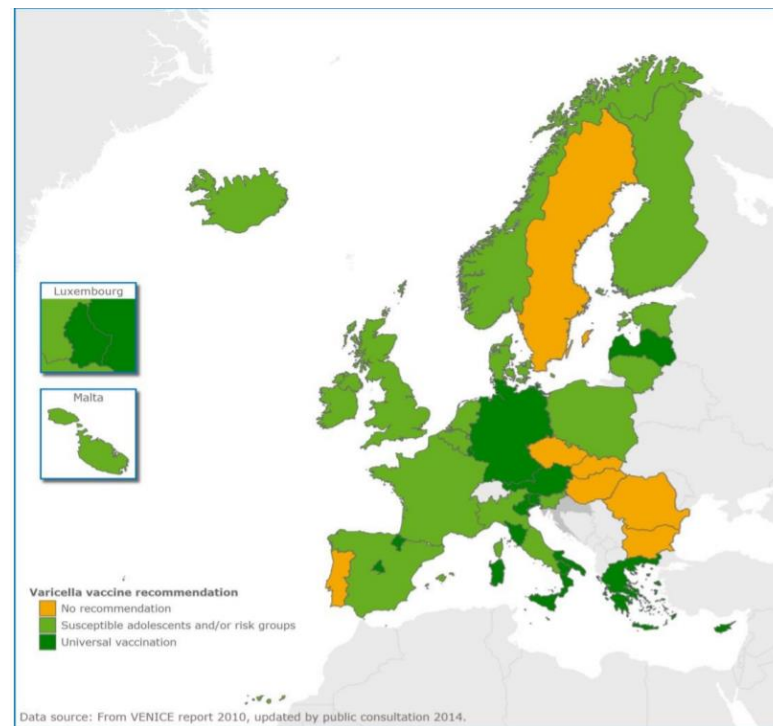 Luxembourg
Malta
Varicella vaccine recommendation
No recommendation
Susceptible adolescents and/or risk groups
Universal vaccination
Data source: From VENICE report 2010, updated by public consultation 2014.